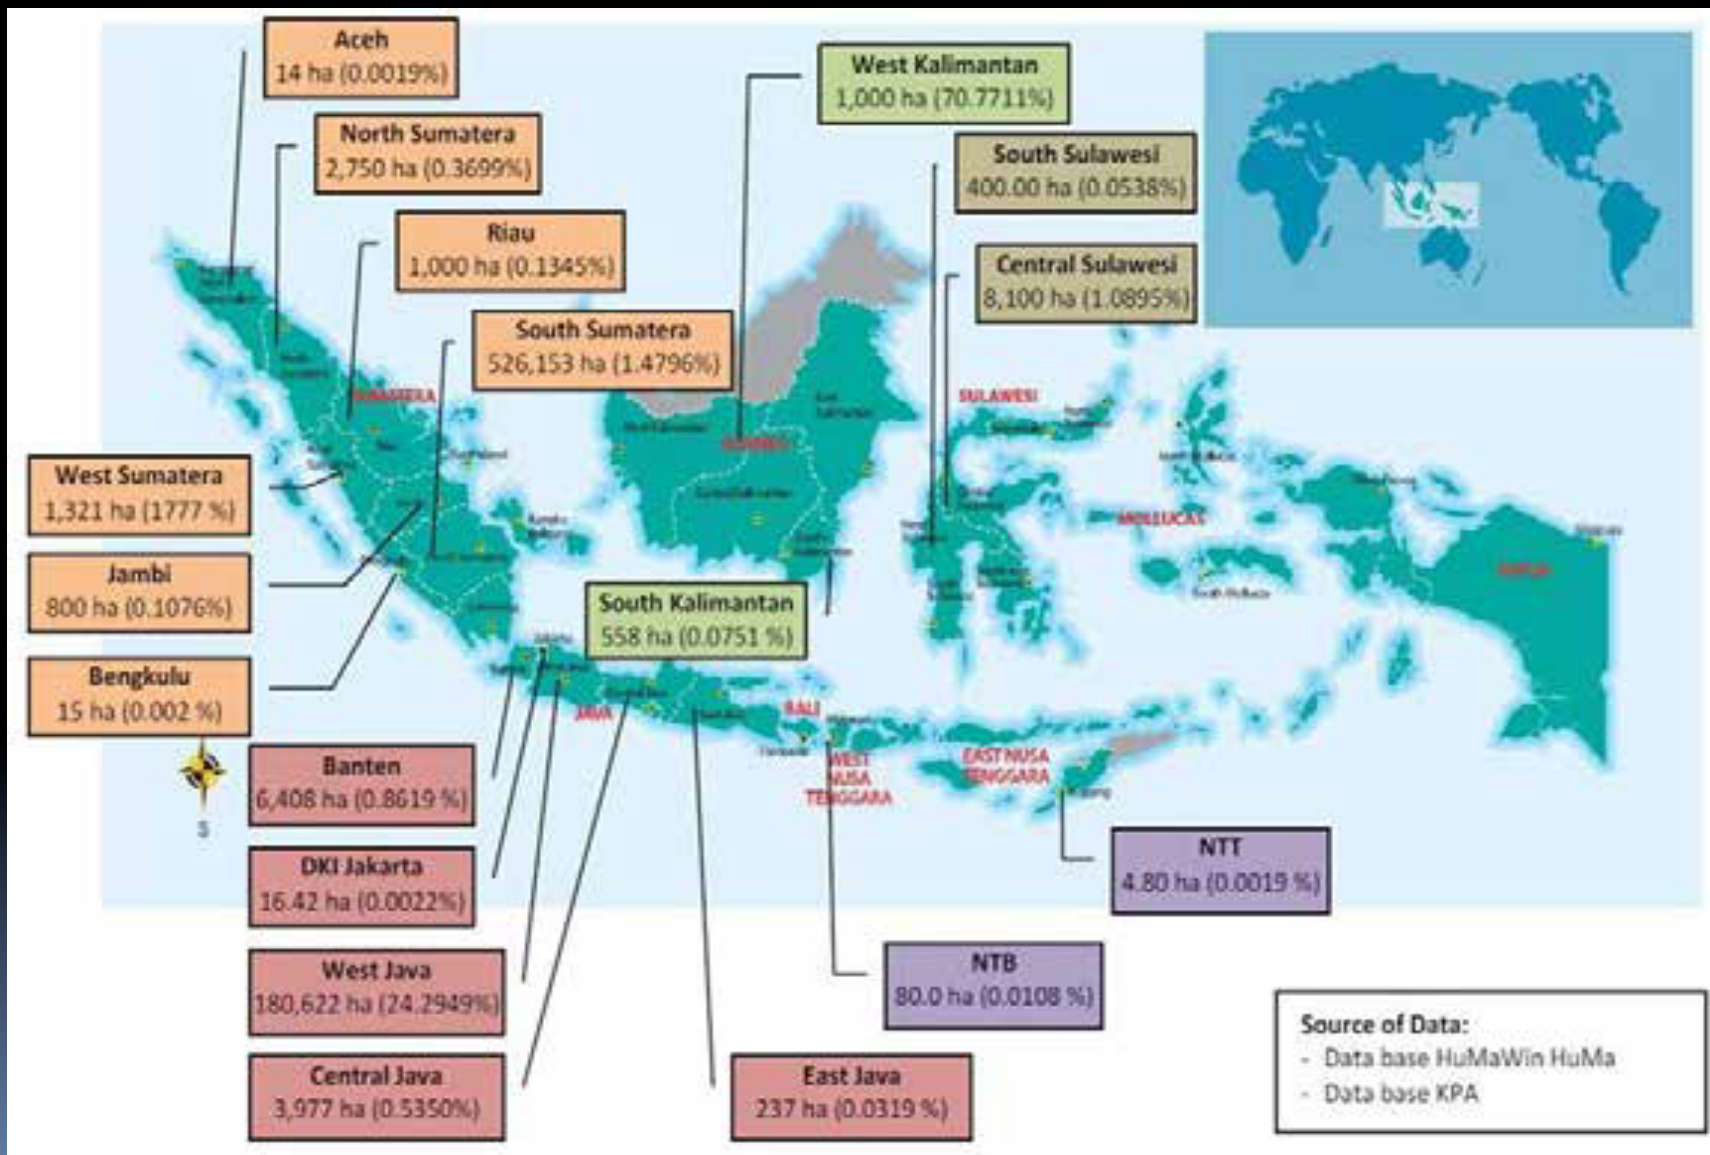 Aceh
14 ha (0.0019%)
North Sumatera
2,750 ha (0.3699%)
Riau
1,000 ha (0.1345%)
South Sumatera
526,153 ha (1.4796%)
West Kalimantan
1,000 ha (70.7711%)
South Sulawesi
400.00 ha (0.0538%)
Central Sulawesi
8,100 ha (1.0895%)
SUMATERA
SULAWESI
MOLLUCAS
West Sumatera
1,321 ha (1777 %)
Jambi
800 ha (0.1076%)
Bengkulu
15 ha (0.002 %)
South Kalimantan
558 ha (0.0751 %)
JAVA
BALI
WEST
NUSA
TENGGARA
EAST NUSA
TENGGARA
S
Banten
6,408 ha (0.8619 %)
DKI Jakarta
16.42 ha (0.0022%)
West Java
180,622 ha (24.2949%)
Central Java
3,977 ha (0.5350%)
East Java
237 ha (0.0319 %)
NTT
4.80 ha (0.0019 %)
NTB
80.0 ha (0.0108 %)
Source of Data:
- Data base HuMaWin HuMa
- Data base KPA